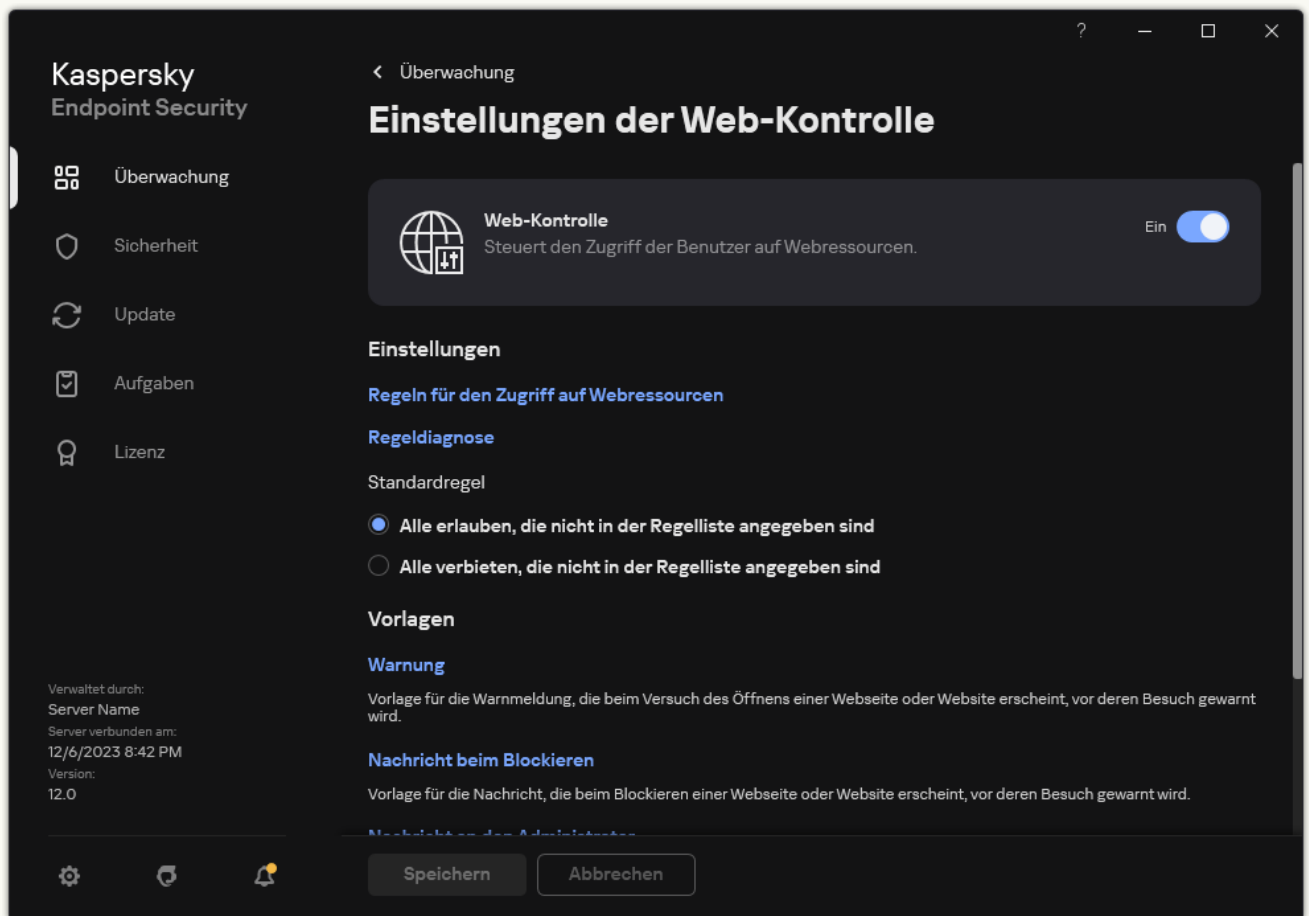 ?
Kaspersky
Endpoint Security
Überwachung
Sicherheit
Update
Aufgaben
Lizenz
Verwaltet durch:
Server Name
Server verbunden am:
12/6/2023 8:42 PM
Version:
12.0
Überwachung
Einstellungen der Web-Kontrolle
Web-Kontrolle
Steuert den Zugriff der Benutzer auf Webressourcen.
Ein
Einstellungen
Regeln für den Zugriff auf Webressourcen
Regeldiagnose
Standardregel
Alle erlauben, die nicht in der Regelliste angegeben sind
Alle verbieten, die nicht in der Regelliste angegeben sind
Vorlagen
Warnung
Vorlage für die Warnmeldung, die beim Versuch des Öffnens einer Webseite oder Website erscheint, vor deren Besuch gewarnt
wird.
Nachricht beim Blockieren
Vorlage für die Nachricht, die beim Blockieren einer Webseite oder Website erscheint, vor deren Besuch gewarnt wird.
Nachricht an den Administrator
Speichern
Abbrechen